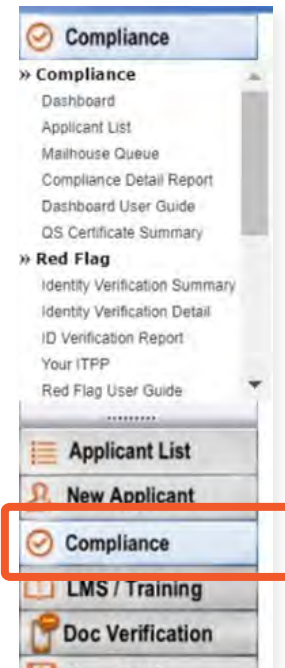 Compliance
» Compliance
Dashboard
Applicant List
Mailhouse Queue
Compliance Detail Report
Dashboard User Guide
QS Certificate Summary
» Red Flag
Identity Verification Summary
Identity Verification Detail
ID Verification Report
Your ITPP
Red Flag User Guide
Applicant List
New Applicant
Compliance
LMS / Training
Doc Verification